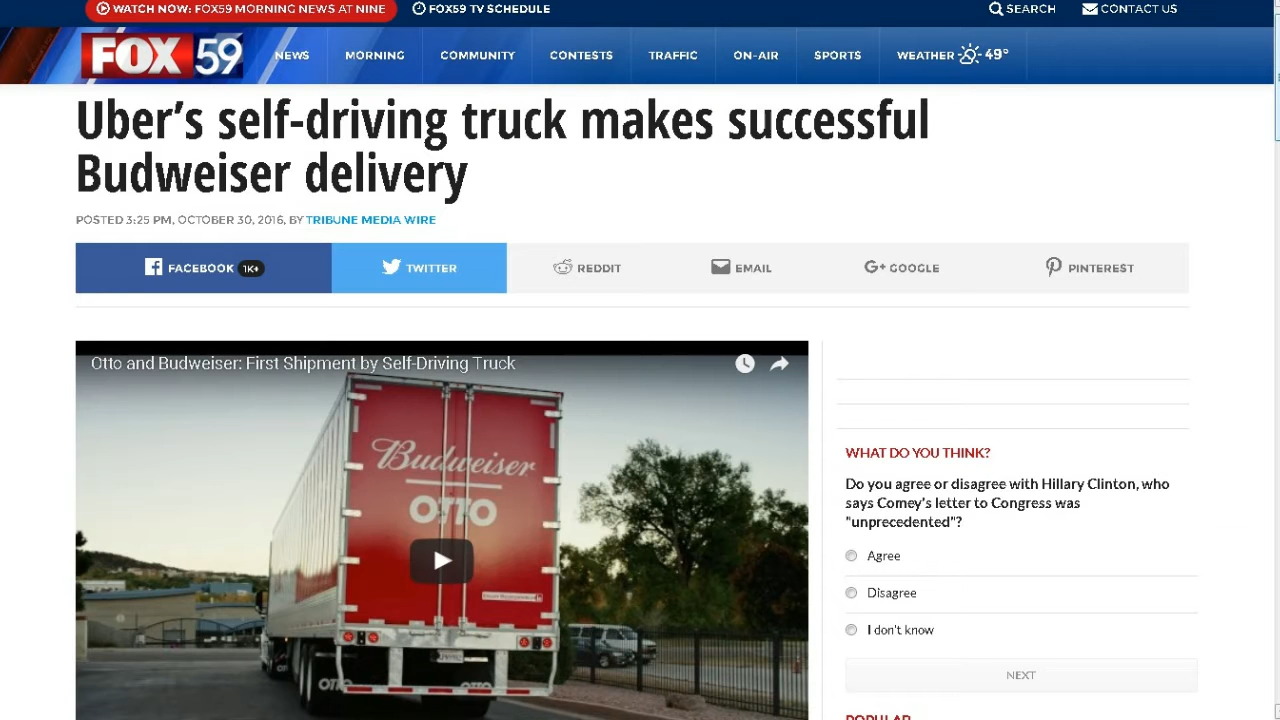 WATCH NOW: FOX59 MORNING NEWS AT NINE
FOX59 TV SCHEDULE
SEARCH
CONTACT US
FOX 59
NEWS
MORNING
COMMUNITY
CONTESTS
TRAFFIC
ON-AIR
SPORTS
WEATHER 49°
Uber's self-driving truck makes successful
Budweiser delivery
POSTED 3:25 PM, OCTOBER 30, 2016, BY TRIBUNE MEDIA WIRE
FACEBOOK 1K+
TWITTER
REDDIT
EMAIL
G+ GOOGLE
PINTEREST
Otto and Budweiser: First Shipment by Self-Driving Truck
Budweiser
OTTO
OTTO
OTTO
WHAT DO YOU THINK?
Do you agree or disagree with Hillary Clinton, who
says Comey's letter to Congress was
"unprecedented"?
Agree
Disagree
I don't know
NEXT
POPULAR